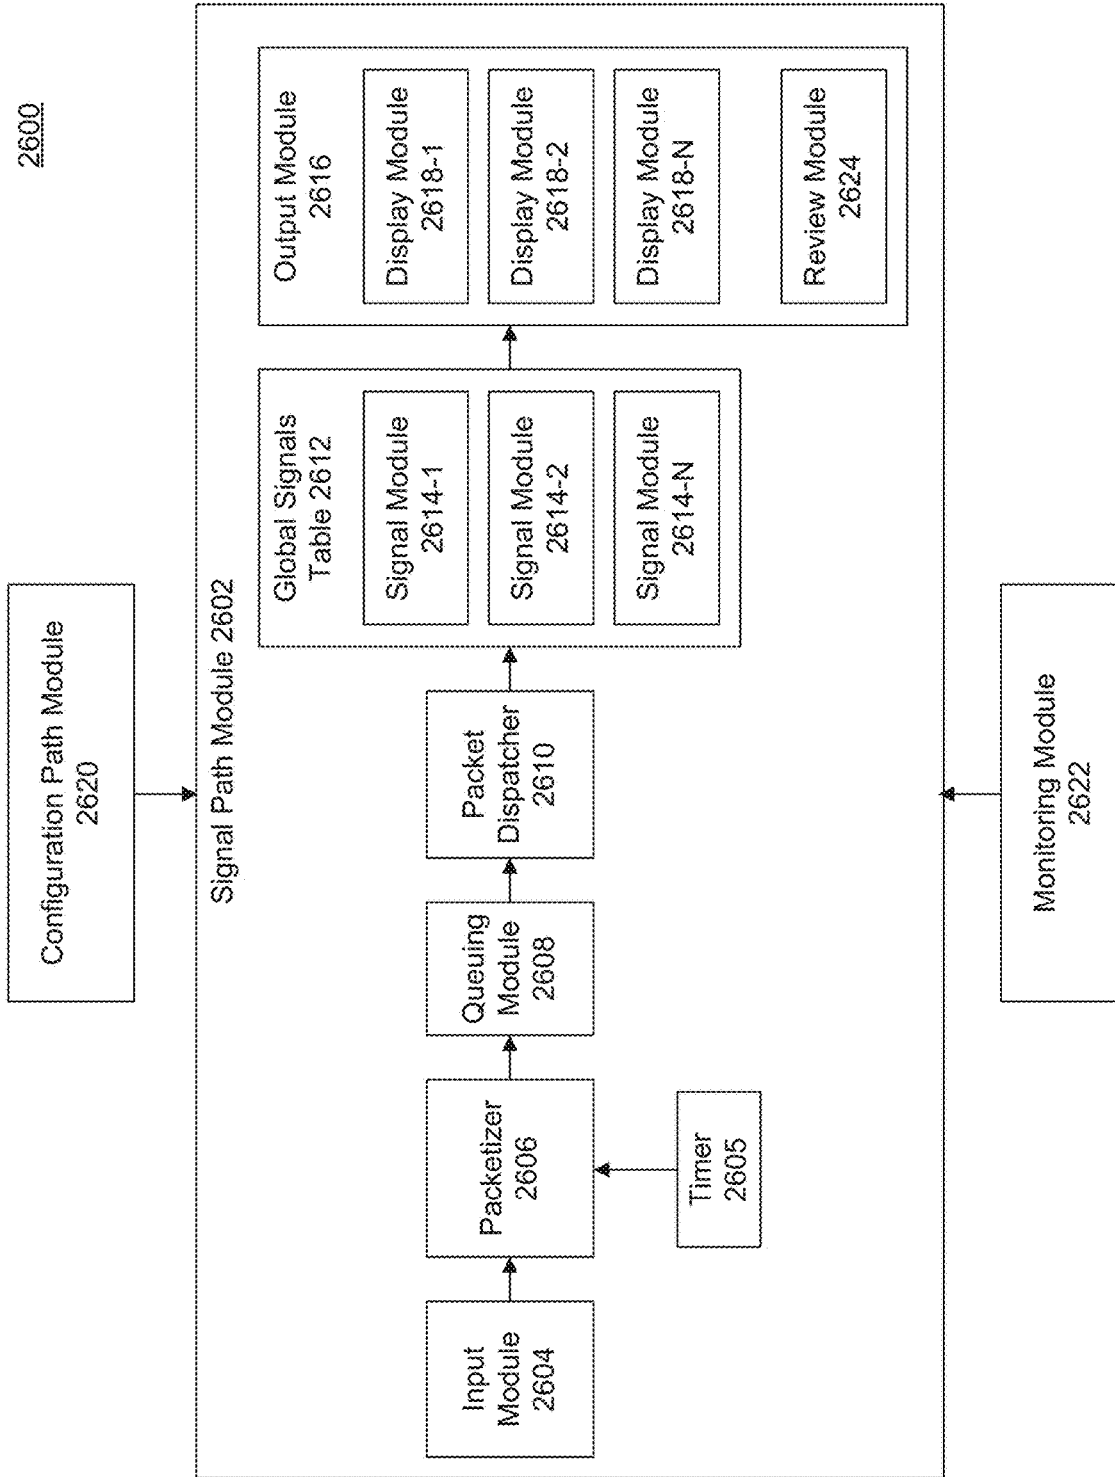 2600
Configuration Path Module
2620
Signal Path Module 2602
Input
Module
2604
Packetizer
2606
Timer
2605
Queuing
Module
2608
Packet
Dispatcher
2610
Global Signals
Table 2612
Signal Module
2614-1
Signal Module
2614-2
Signal Module
2614-N
Output Module
2616
Display Module
2618-1
Display Module
2618-2
Display Module
2618-N
Review Module
2624
Monitoring Module
2622